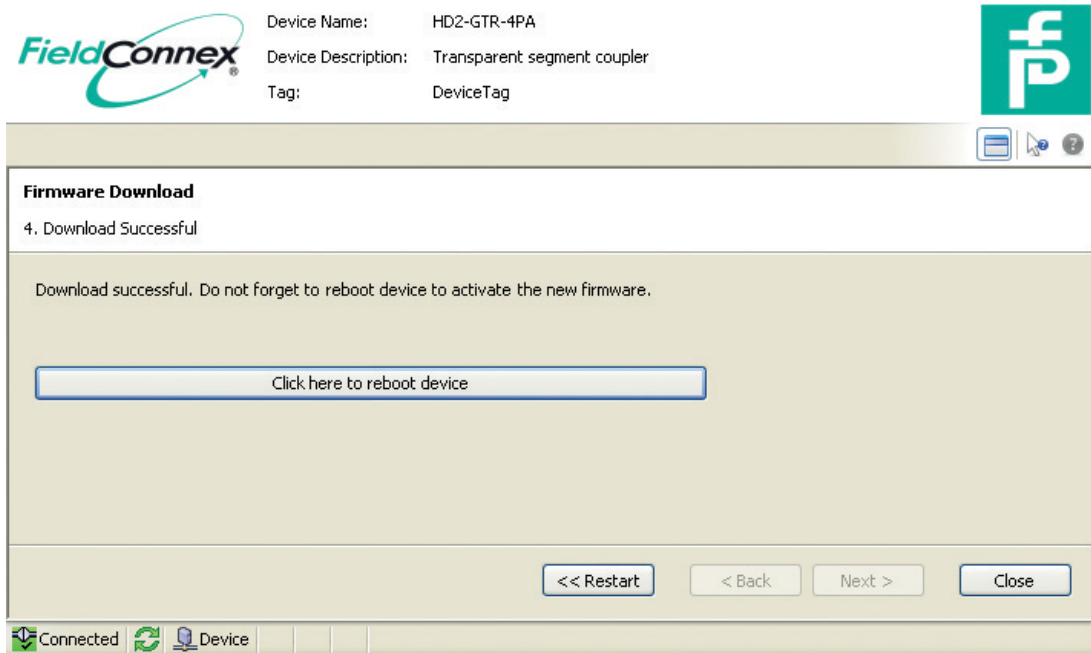 FieldConnex®
Device Name: HD2-GTR-4PA
Device Description: Transparent segment coupler
Tag: DeviceTag
Firmware Download
4. Download Successful
Download successful. Do not forget to reboot device to activate the new firmware.
Click here to reboot device
<< Restart < Back Next > Close
Connected Device